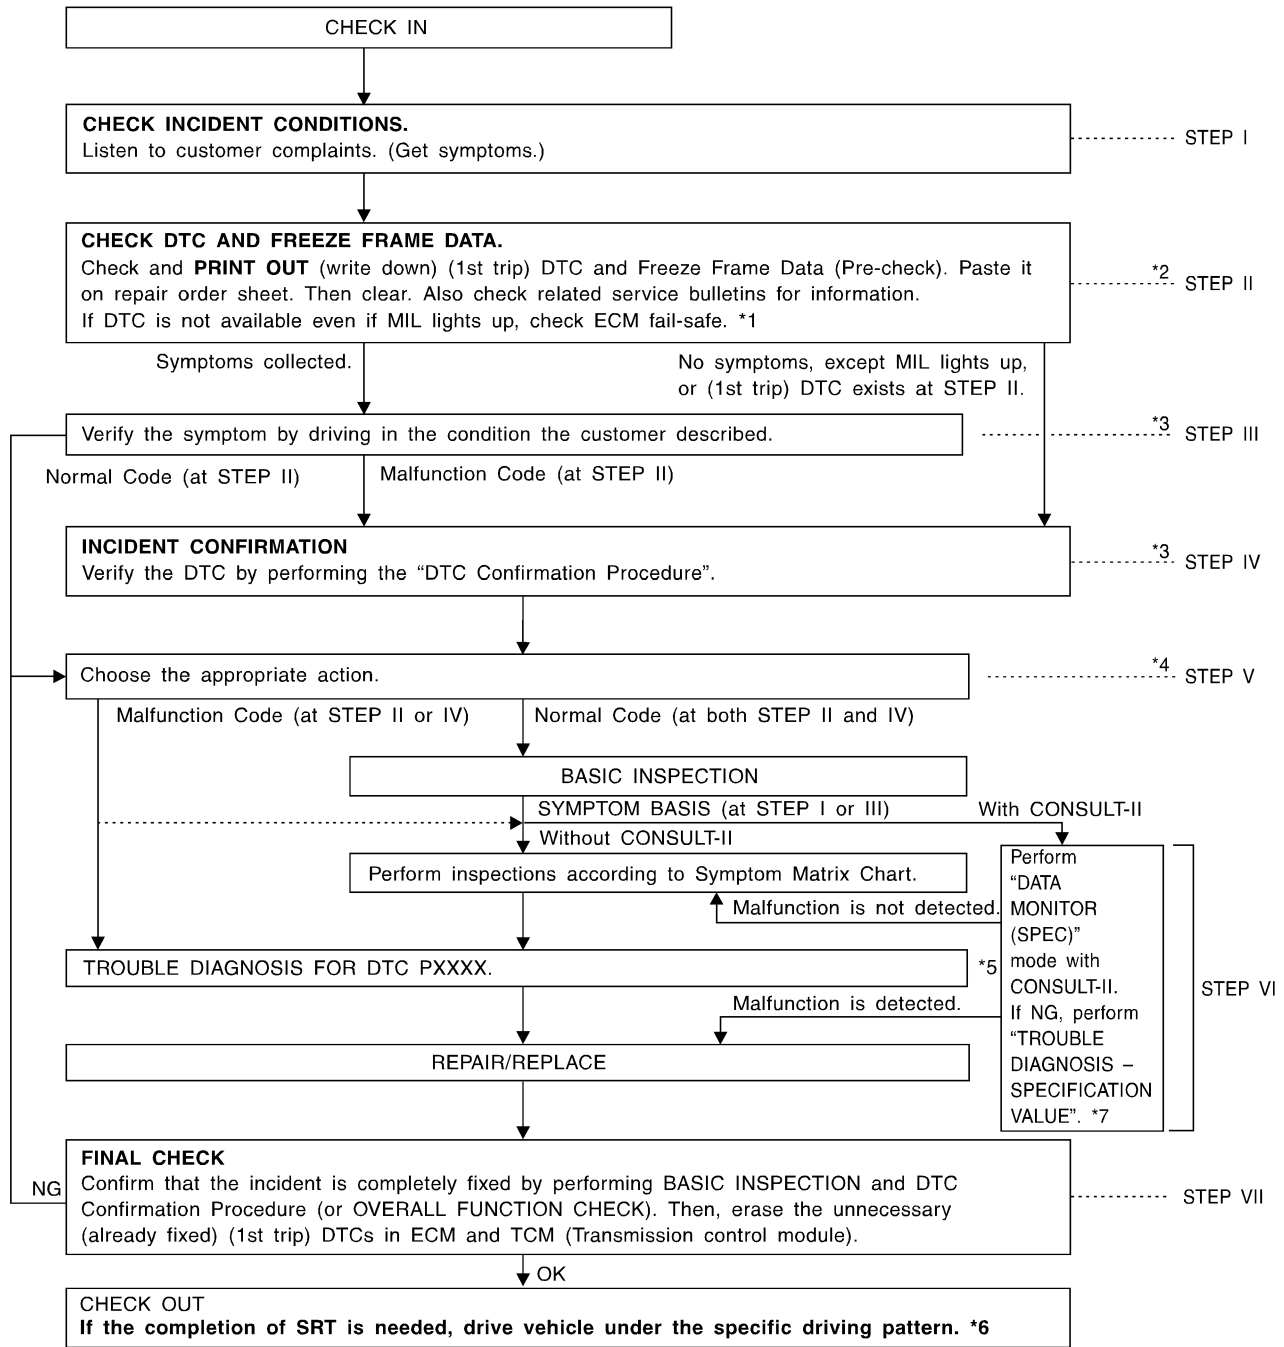 CHECK IN
CHECK INCIDENT CONDITIONS.
Listen to customer complaints. (Get symptoms.)
STEP I
CHECK DTC AND FREEZE FRAME DATA.
Check and PRINT OUT (write down) (1st trip) DTC and Freeze Frame Data (Pre-check). Paste it
on repair order sheet. Then clear. Also check related service bulletins for information.
If DTC is not available even if MIL lights up, check ECM fail-safe. *1
*2
STEP II
Symptoms collected.
No symptoms, except MIL lights up,
or (1st trip) DTC exists at STEP II.
Verify the symptom by driving in the condition the customer described.
*3
STEP III
Normal Code (at STEP II)
Malfunction Code (at STEP II)
INCIDENT CONFIRMATION
Verify the DTC by performing the “DTC Confirmation Procedure”.
*3
STEP IV
Choose the appropriate action.
*4
STEP V
Malfunction Code (at STEP II or IV)
Normal Code (at both STEP II and IV)
BASIC INSPECTION
SYMPTOM BASIS (at STEP I or III)
With CONSULT-II
Without CONSULT-II
Perform inspections according to Symptom Matrix Chart.
Malfunction is not detected.
TROUBLE DIAGNOSIS FOR DTC PXXXX.
*5
Malfunction is detected.
REPAIR/REPLACE
Perform
“DATA
MONITOR
(SPEC)”
mode with
CONSULT-II.
If NG, perform
“TROUBLE
DIAGNOSIS –
SPECIFICATION
VALUE”. *7
STEP VI
FINAL CHECK
Confirm that the incident is completely fixed by performing BASIC INSPECTION and DTC
Confirmation Procedure (or OVERALL FUNCTION CHECK). Then, erase the unnecessary
(already fixed) (1st trip) DTCs in ECM and TCM (Transmission control module).
NG
STEP VII
OK
CHECK OUT
If the completion of SRT is needed, drive vehicle under the specific driving pattern. *6